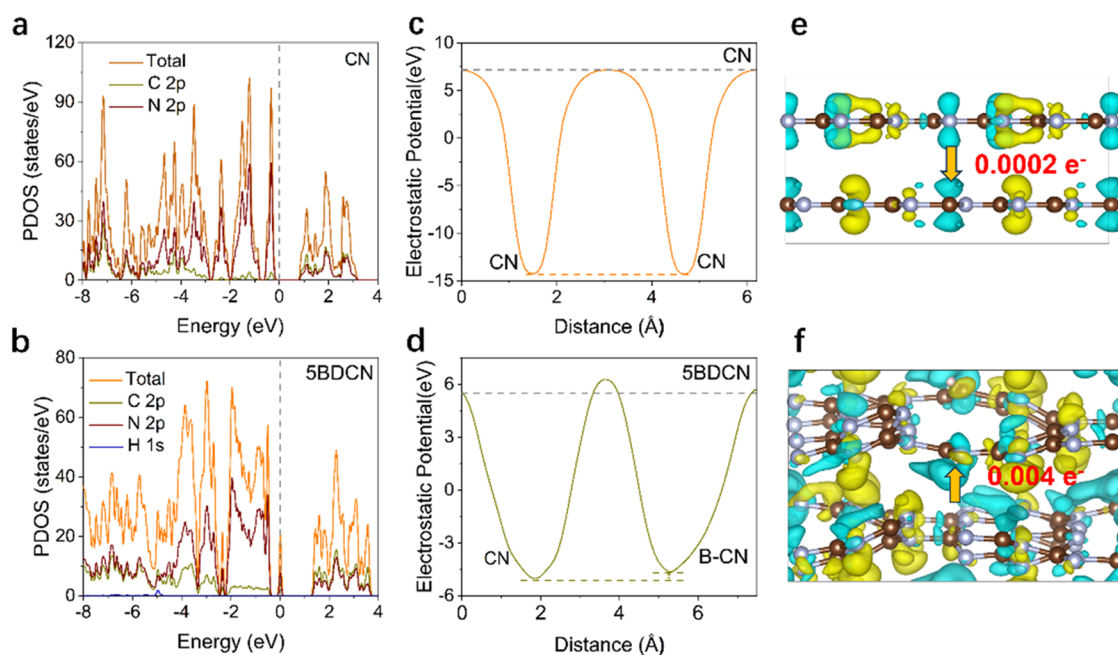 a
CN
Total
C 2p
N 2p
PDOS (states/eV)
120
90
60
30
0
-8
-6
-4
-2
0
2
4
Energy (eV)
c
CN
Electrostatic Potential(eV)
10
5
0
-5
-10
-15
CN
CN
0
2
4
6
Distance (Å)
e
0.0002 e-
b
5BDCN
Total
C 2p
N 2p
H 1s
PDOS (states/eV)
80
60
40
20
0
-8
-6
-4
-2
0
2
4
Energy (eV)
d
5BDCN
Electrostatic Potential(eV)
9
6
3
0
-3
-6
CN
B-CN
0
2
4
6
Distance (Å)
f
0.004 e-